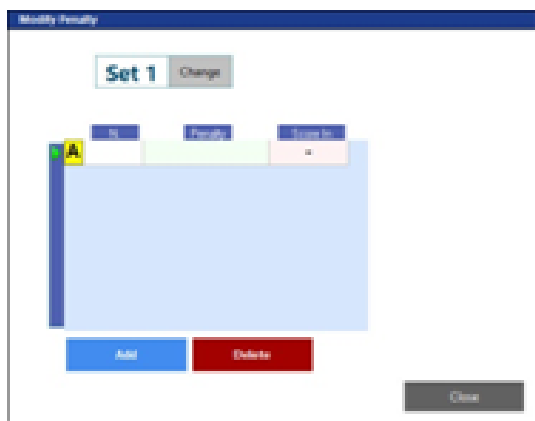 Modify Penalty
Set 1 Change
N. Penalty Score In
A -
Add Delete
Close